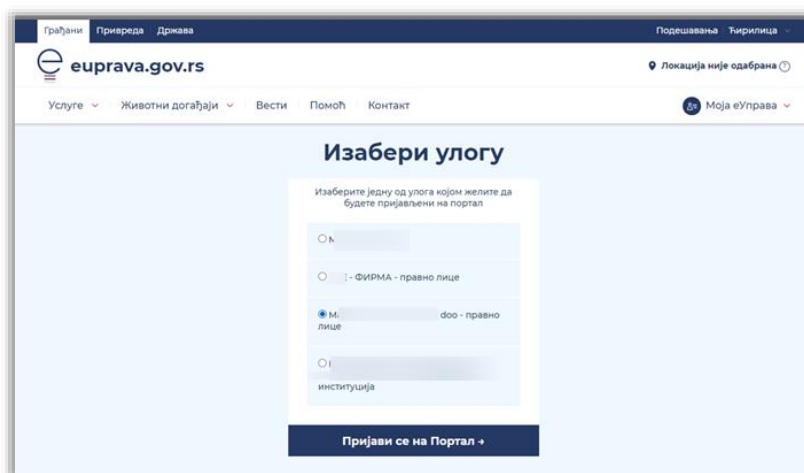 Грађани Привреда Држава Подешавања Ћирилица
euprava.gov.rs Локација није одабрана ?
Услуге Животни догађаји Вести Помоћ Контакт Моја еУправа
Изабери улогу
Изаберите једну од улога којом желите да
будете пријављени на портал
- ФИРМА - правно лице
doo - правно
лице
институција
Пријави се на Портал →